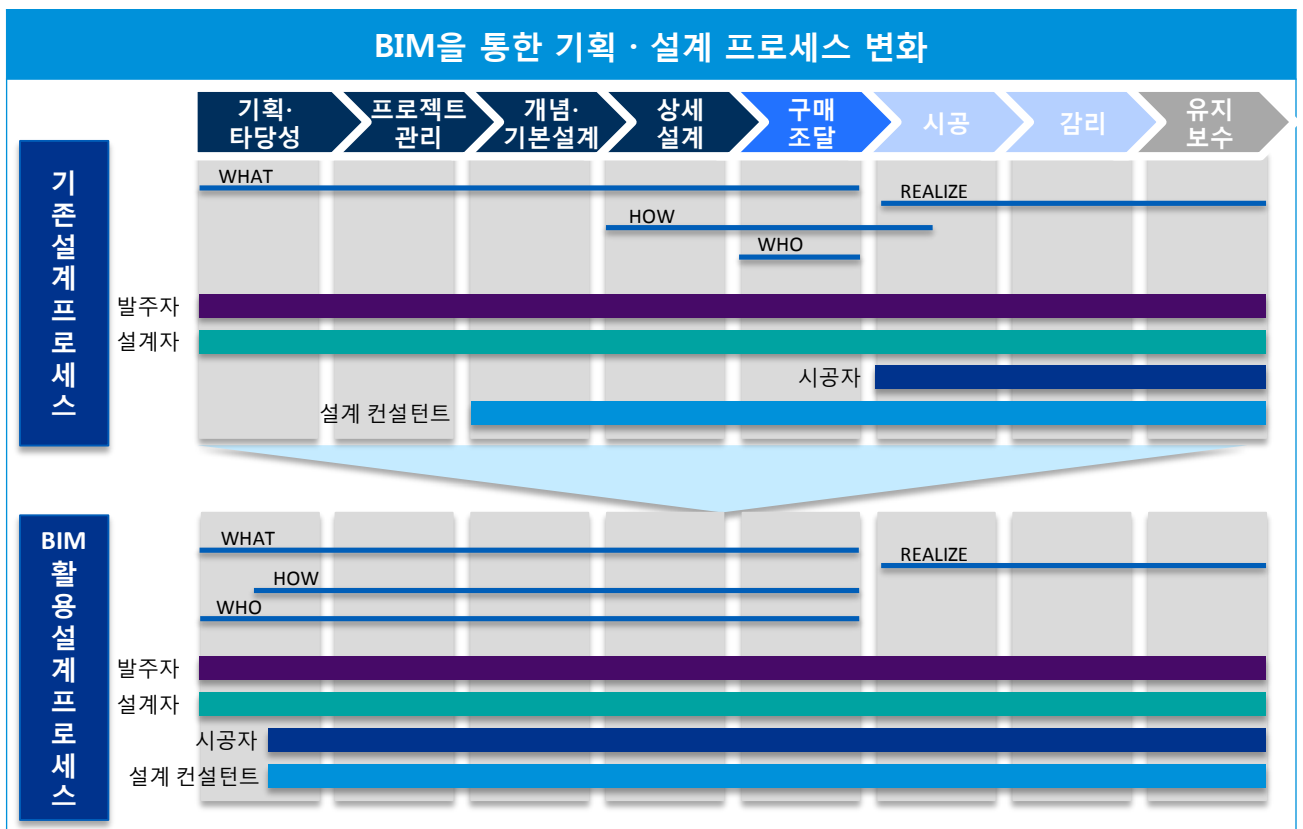 BIM을 통한 기획 · 설계 프로세스 변화
기획·
타당성
프로젝트
관리
개념·
기본설계
상세
설계
구매
조달
시공
감리
유지
보수
기존설계프로세스
WHAT
REALIZE
HOW
WHO
발주자
설계자
시공자
설계 컨설턴트
BIM
활용설계프로세스
WHAT
REALIZE
HOW
WHO
발주자
설계자
시공자
설계 컨설턴트